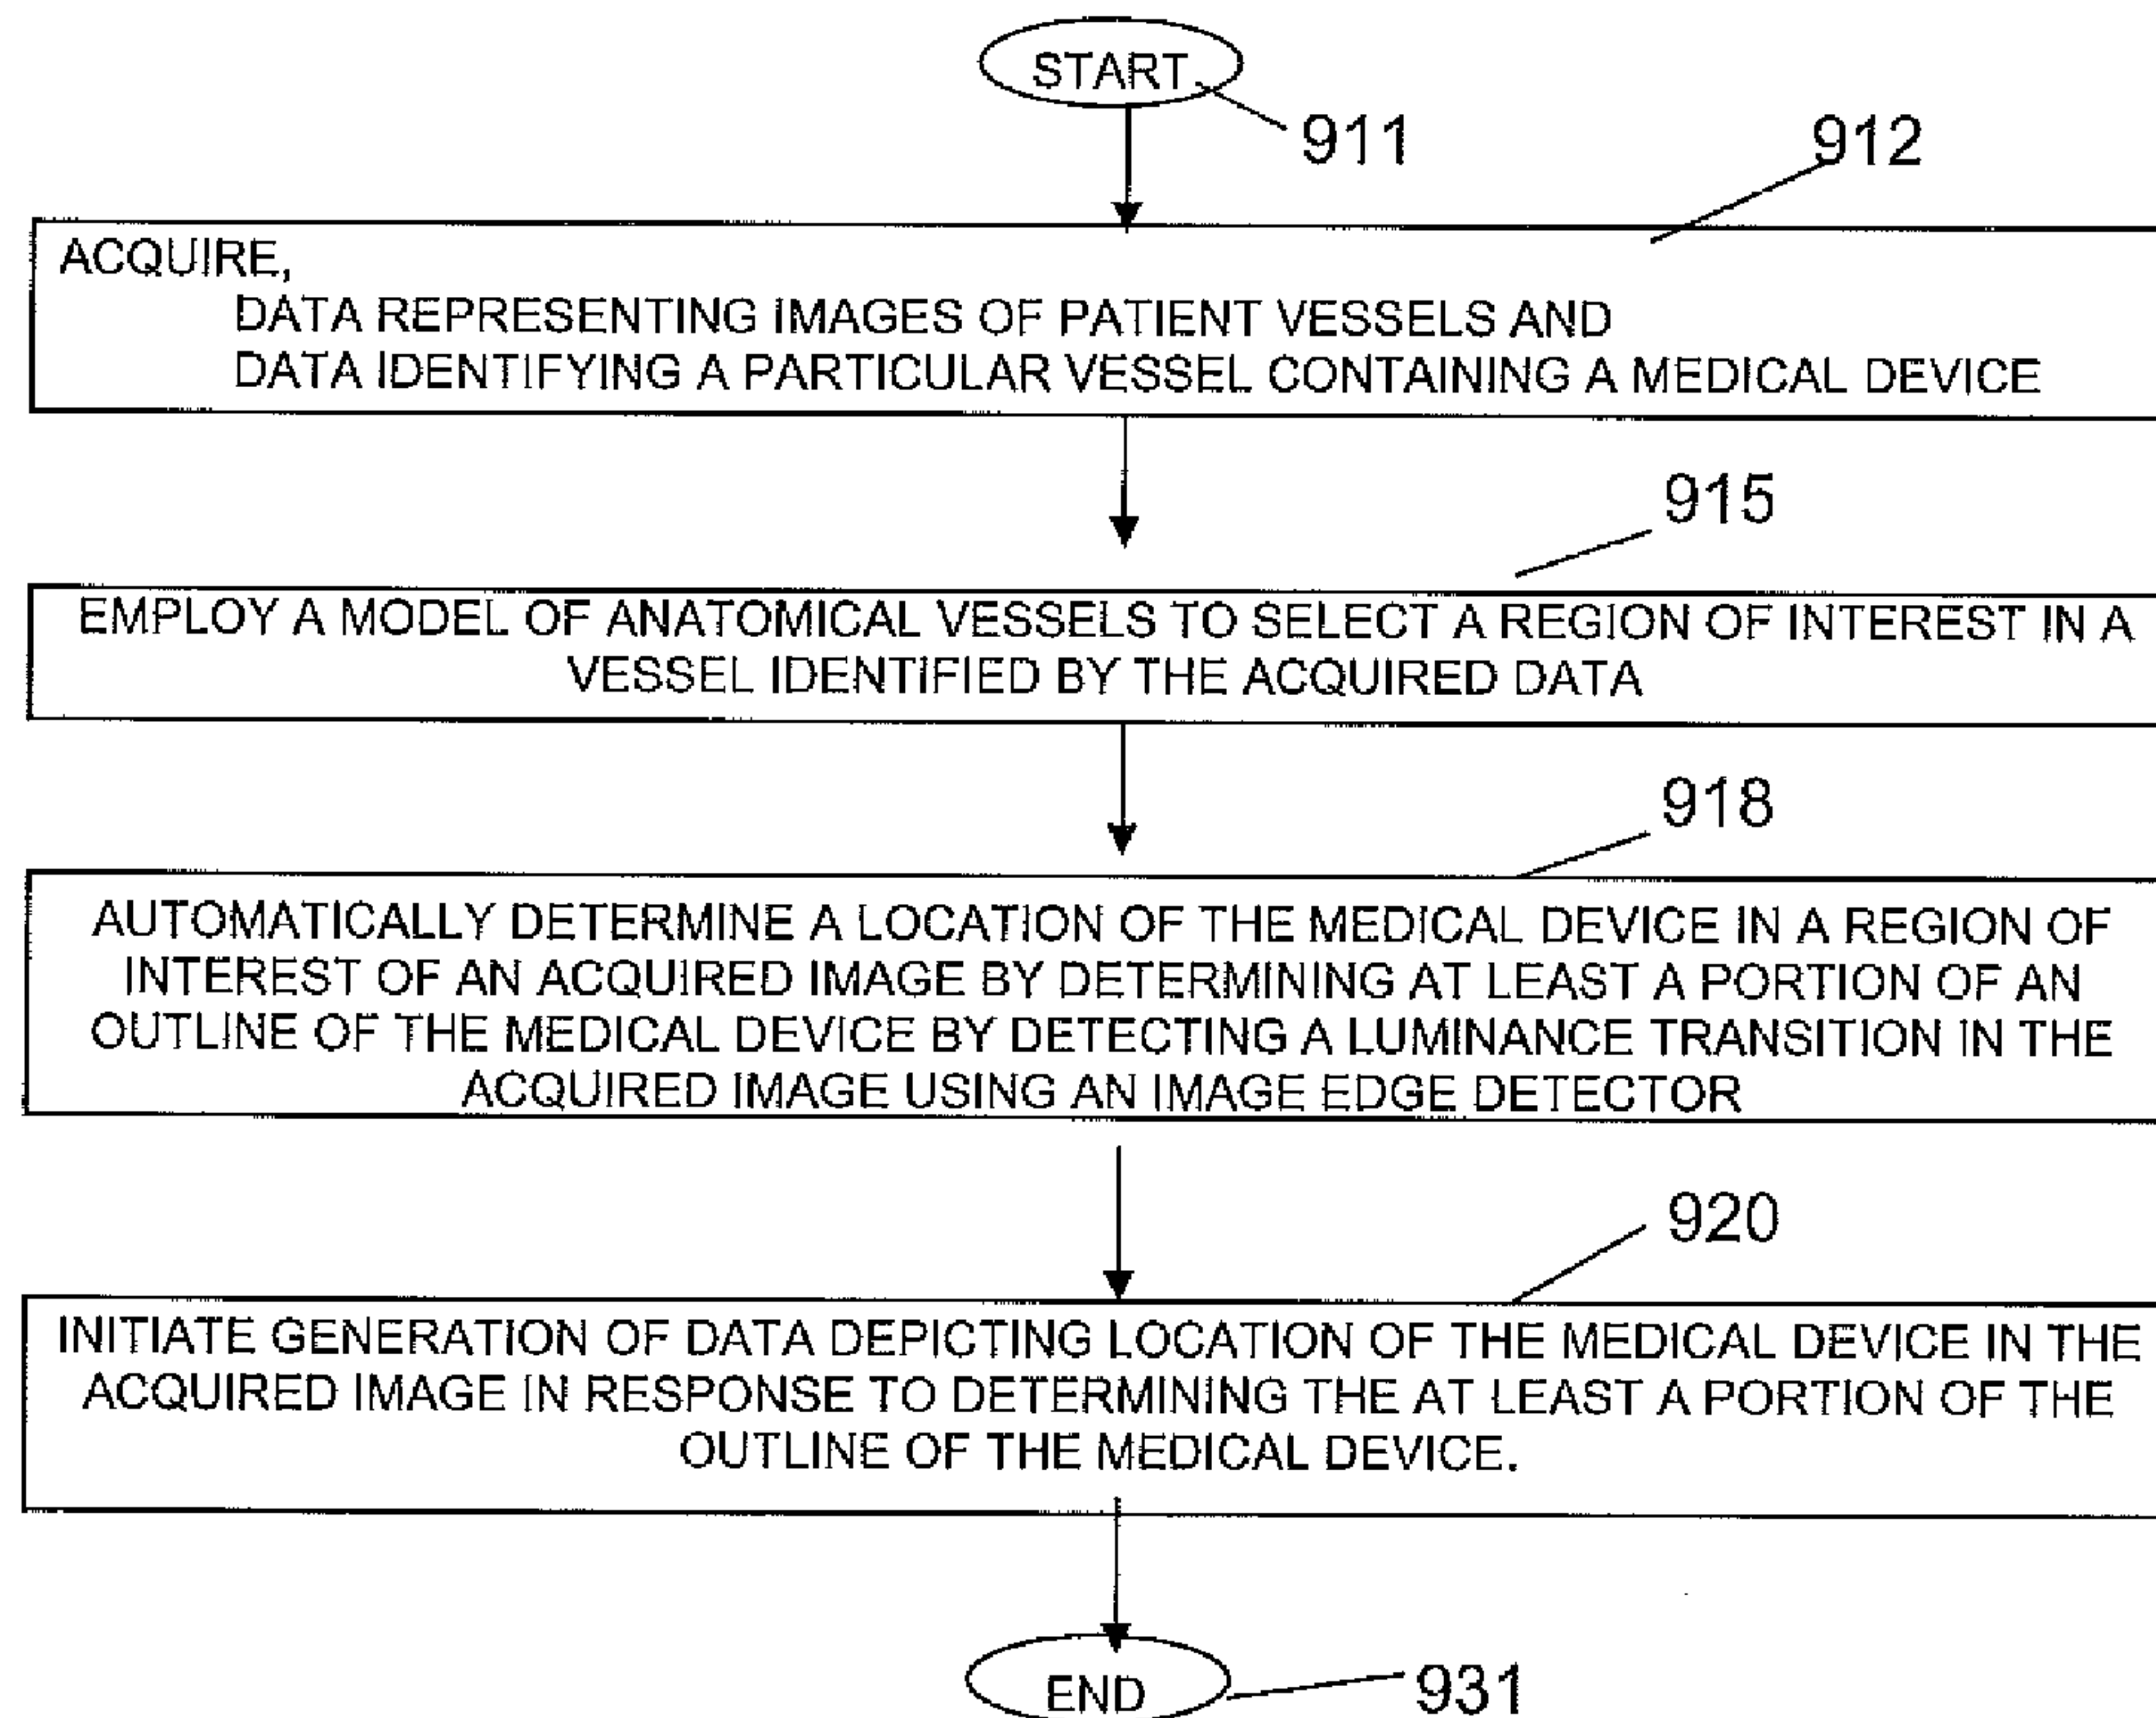 START
911
912
ACQUIRE,
DATA REPRESENTING IMAGES OF PATIENT VESSELS AND
DATA IDENTIFYING A PARTICULAR VESSEL CONTAINING A MEDICAL DEVICE
915
EMPLOY A MODEL OF ANATOMICAL VESSELS TO SELECT A REGION OF INTEREST IN A
VESSEL IDENTIFIED BY THE ACQUIRED DATA
918
AUTOMATICALLY DETERMINE A LOCATION OF THE MEDICAL DEVICE IN A REGION OF
INTEREST OF AN ACQUIRED IMAGE BY DETERMINING AT LEAST A PORTION OF AN
OUTLINE OF THE MEDICAL DEVICE BY DETECTING A LUMINANCE TRANSITION IN THE
ACQUIRED IMAGE USING AN IMAGE EDGE DETECTOR
920
INITIATE GENERATION OF DATA DEPICTING LOCATION OF THE MEDICAL DEVICE IN THE
ACQUIRED IMAGE IN RESPONSE TO DETERMINING THE AT LEAST A PORTION OF THE
OUTLINE OF THE MEDICAL DEVICE.
END
931